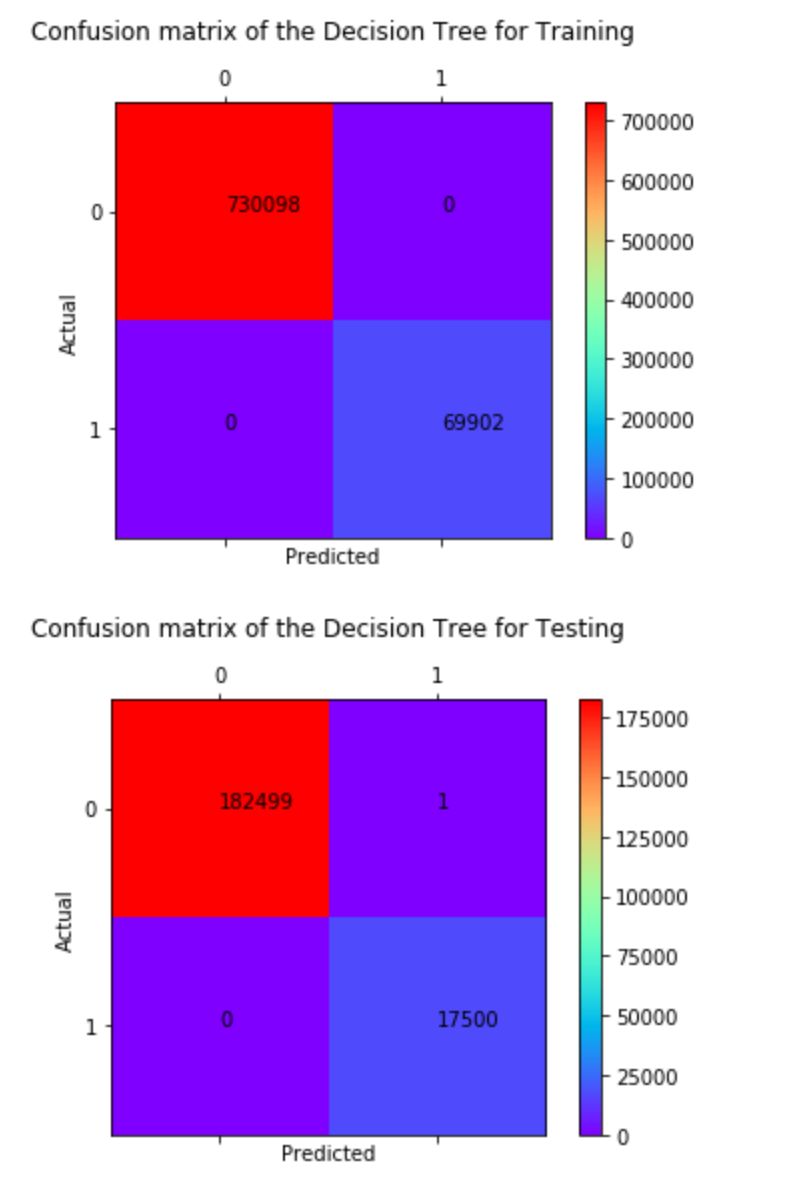 Confusion matrix of the Decision Tree for Training
0 1
700000
600000
500000
400000
300000
200000
100000
0
Actual
0 730098 0
1 0 69902
Predicted
Confusion matrix of the Decision Tree for Testing
0 1
175000
150000
125000
100000
75000
50000
25000
0
Actual
0 182499 1
1 0 17500
Predicted